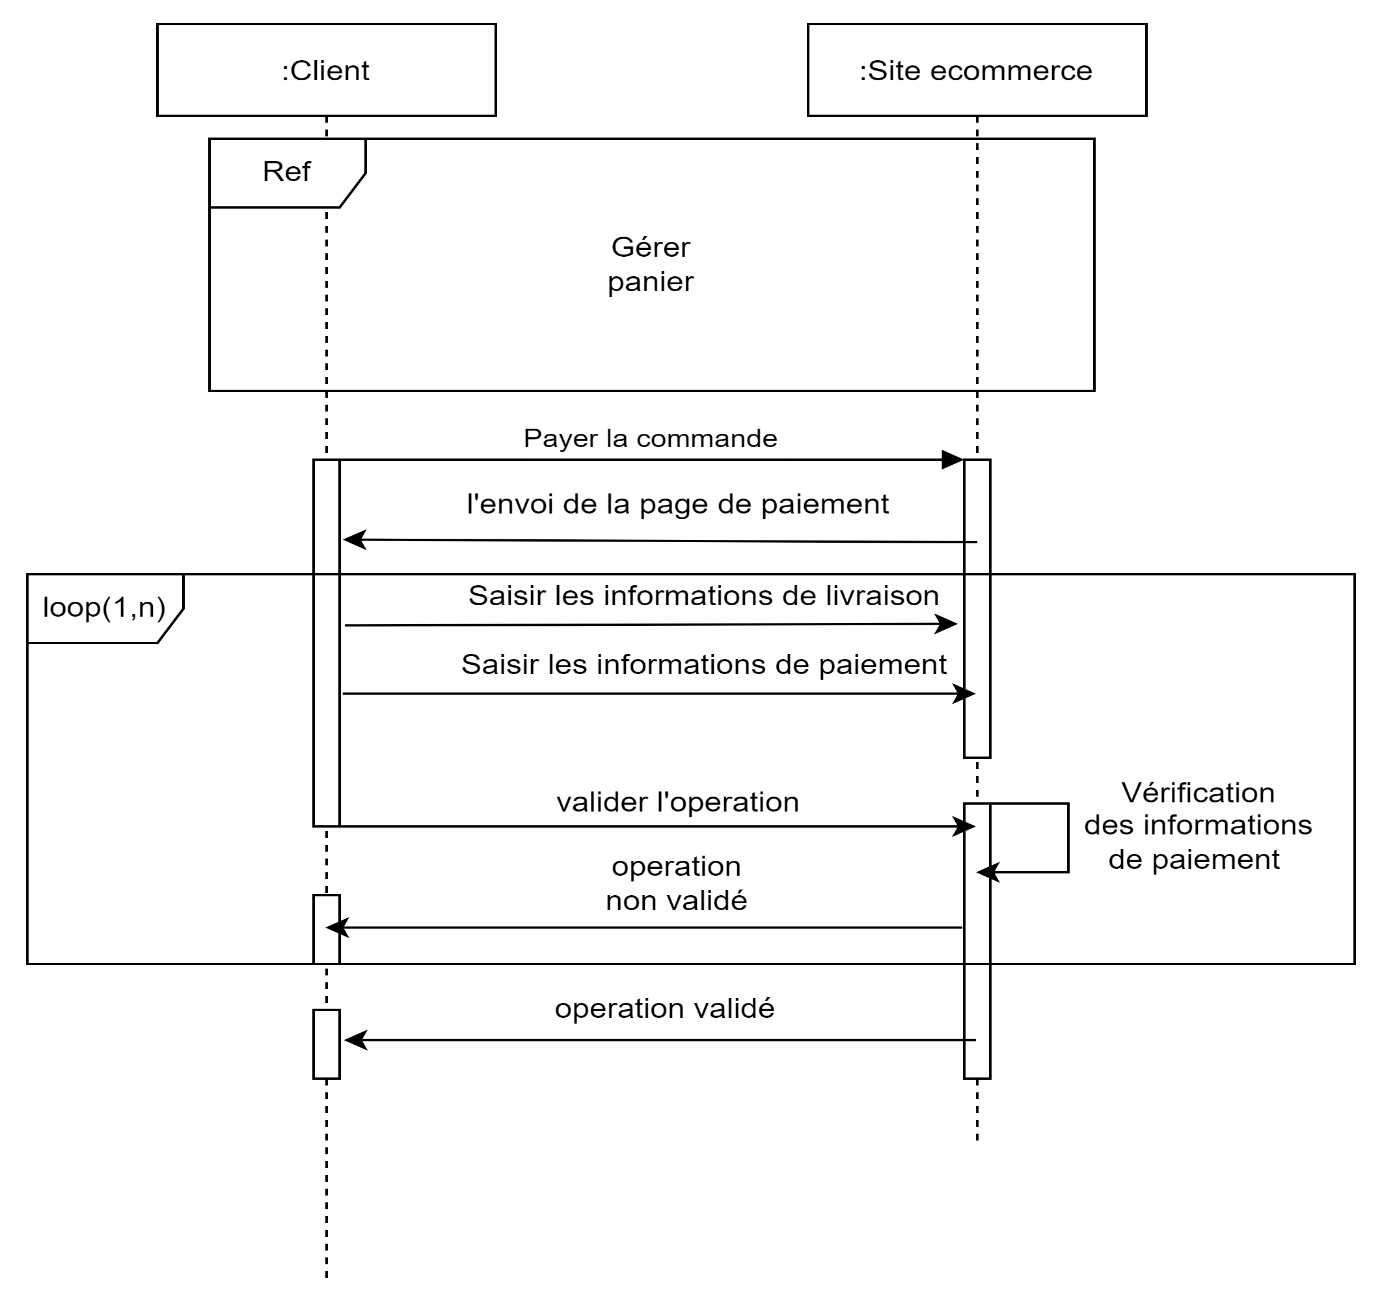 :Client
:Site ecommerce
Ref
Gérer
panier
Payer la commande
l'envoi de la page de paiement
loop(1,n)
Saisir les informations de livraison
Saisir les informations de paiement
valider l'operation
Vérification
des informations
de paiement
operation
non validé
operation validé